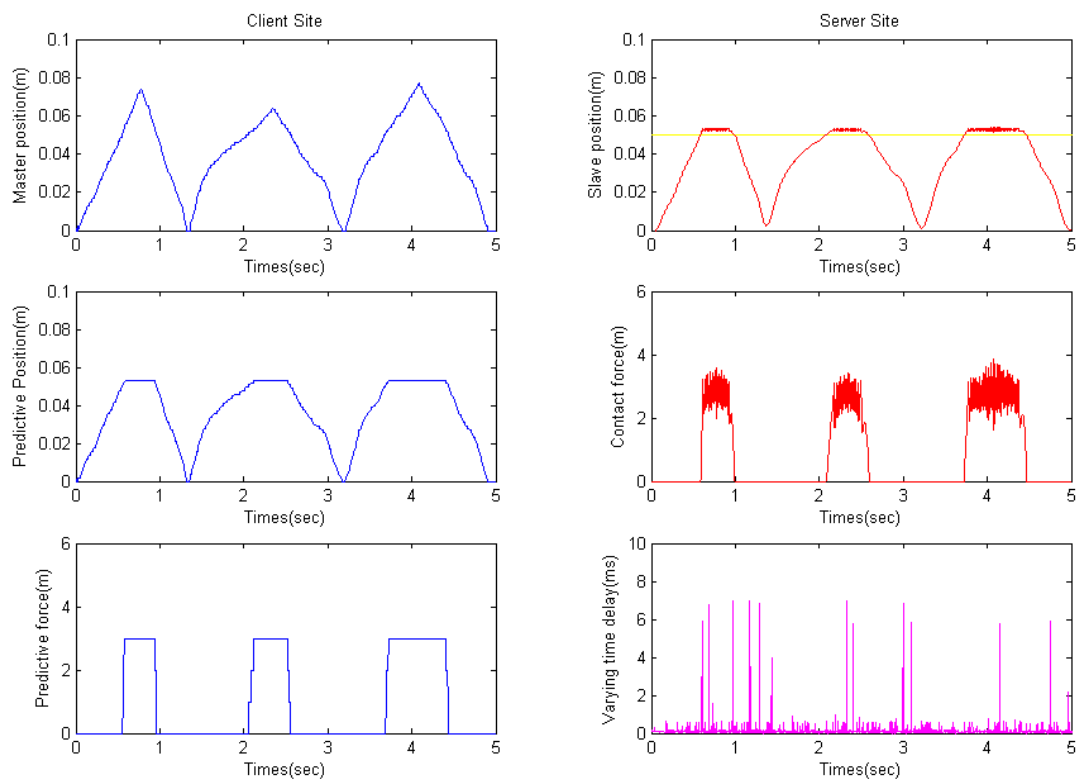 Client Site
0.1
0.08
0.06
0.04
0.02
0
Master position(m)
0 1 2 3 4 5
Times(sec)
Server Site
0.1
0.08
0.06
0.04
0.02
0
Slave position(m)
0 1 2 3 4 5
Times(sec)
0.1
0.08
0.06
0.04
0.02
0
Predictive Position(m)
0 1 2 3 4 5
Times(sec)
6
4
2
0
Contact force(m)
0 1 2 3 4 5
Times(sec)
6
4
2
0
Predictive force(m)
0 1 2 3 4 5
Times(sec)
10
8
6
4
2
0
Varying time delay(ms)
0 1 2 3 4 5
Times(sec)